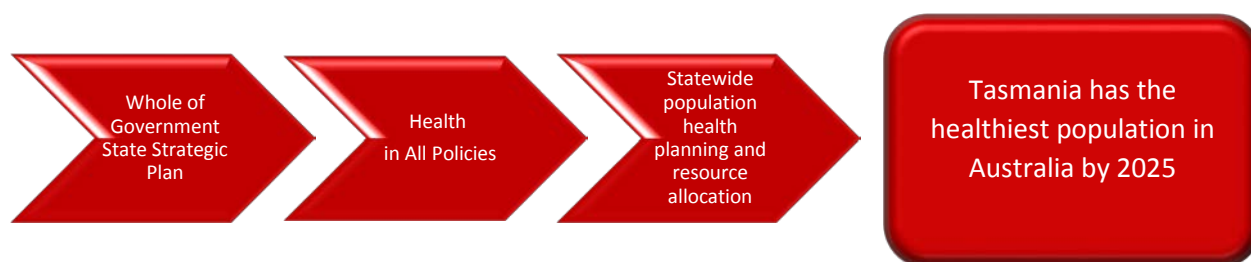 Whole of
Government
State Strategic
Plan
Health
in All Policies
Statewide
population
health
planning and
resource
allocation
Tasmania has the
healthiest population in
Australia by 2025